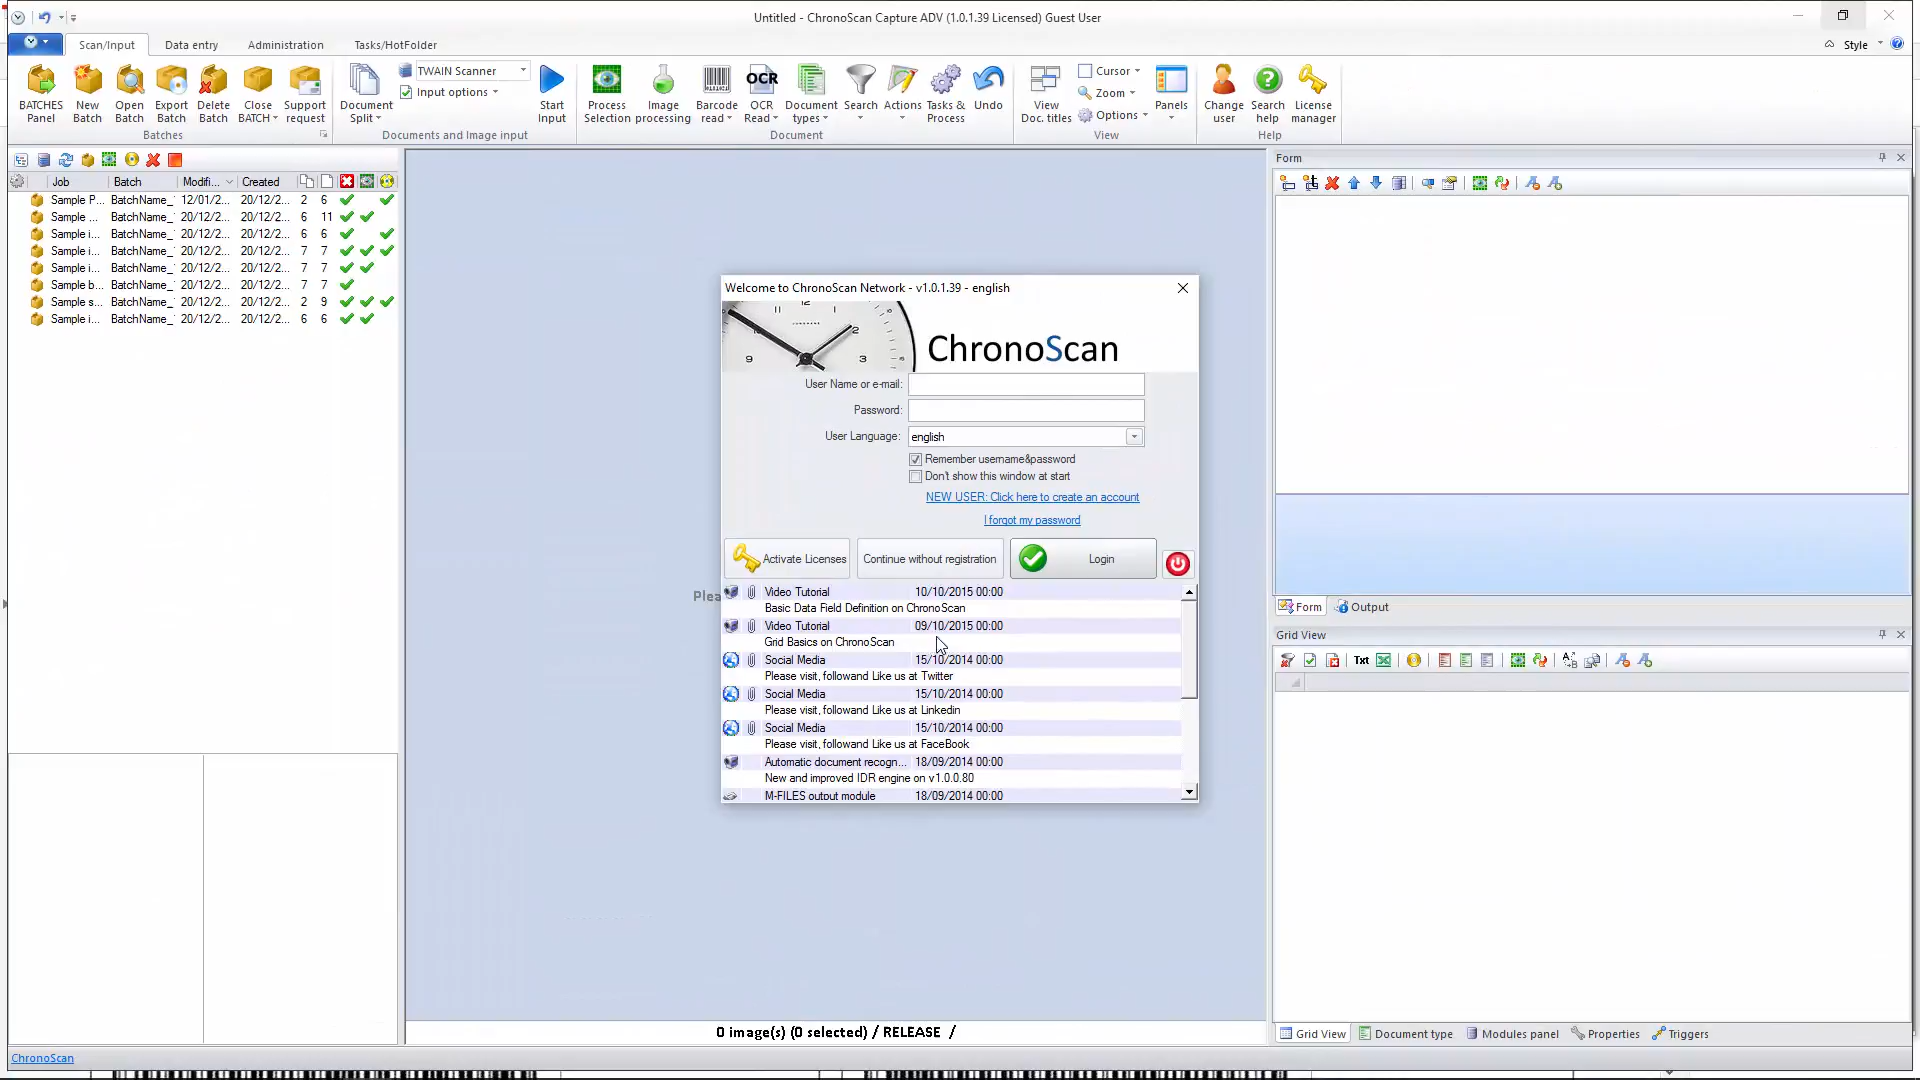 Untitled - ChronoScan Capture ADV (1.0.1.39 Licensed) Guest User
Scan/Input Data entry Administration Tasks/HotFolder Style
BATCHES Panel
New Batch
Open Batch
Export Batch
Delete Batch
Close BATCH
Support request
Batches
Document Split
TWAIN Scanner
Input options
Start Input
Documents and Image input
Process Selection
Image processing
Barcode read
OCR
OCR Read
Document types
Search
Actions
Tasks & Process
Undo
Document
View Doc. titles
Cursor
Zoom
Options
Panels
View
Change user
Search help
License manager
Help
Job Batch Modifi... Created
Sample P... BatchName_ 12/01/2... 20/12/2... 2 6
Sample ... BatchName_ 20/12/2... 20/12/2... 6 11
Sample i... BatchName_ 20/12/2... 20/12/2... 6 6
Sample i... BatchName_ 20/12/2... 20/12/2... 7 7
Sample i... BatchName_ 20/12/2... 20/12/2... 7 7
Sample b... BatchName_ 20/12/2... 20/12/2... 7 7
Sample s... BatchName_ 20/12/2... 20/12/2... 2 9
Sample i... BatchName_ 20/12/2... 20/12/2... 6 6
ChronoScan
Plea
0 image(s) (0 selected) / RELEASE /
Welcome to ChronoScan Network - v1.0.1.39 - english
12
11 1
2
9 3
ChronoScan
User Name or e-mail:
Password:
User Language: english
Remember username&password
Don't show this window at start
NEW USER: Click here to create an account
I forgot my password
Activate Licenses Continue without registration Login
Video Tutorial 10/10/2015 00:00
Basic Data Field Definition on ChronoScan
Video Tutorial 09/10/2015 00:00
Grid Basics on ChronoScan
Social Media 15/10/2014 00:00
Please visit, followand Like us at Twitter
Social Media 15/10/2014 00:00
Please visit, followand Like us at Linkedin
Social Media 15/10/2014 00:00
Please visit, followand Like us at FaceBook
Automatic document recogn... 18/09/2014 00:00
New and improved IDR engine on v1.0.0.80
M-FILES output module 18/09/2014 00:00
Form
Form Output
Grid View
Txt
Grid View Document type Modules panel Properties Triggers